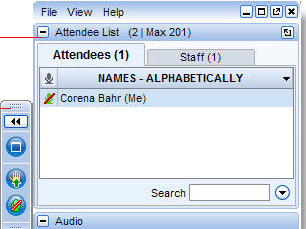 File View Help
Attendee List (2 | Max 201)
Attendees (1) Staff (1)
NAMES - ALPHABETICALLY
Corena Bahr (Me)
Search
Audio